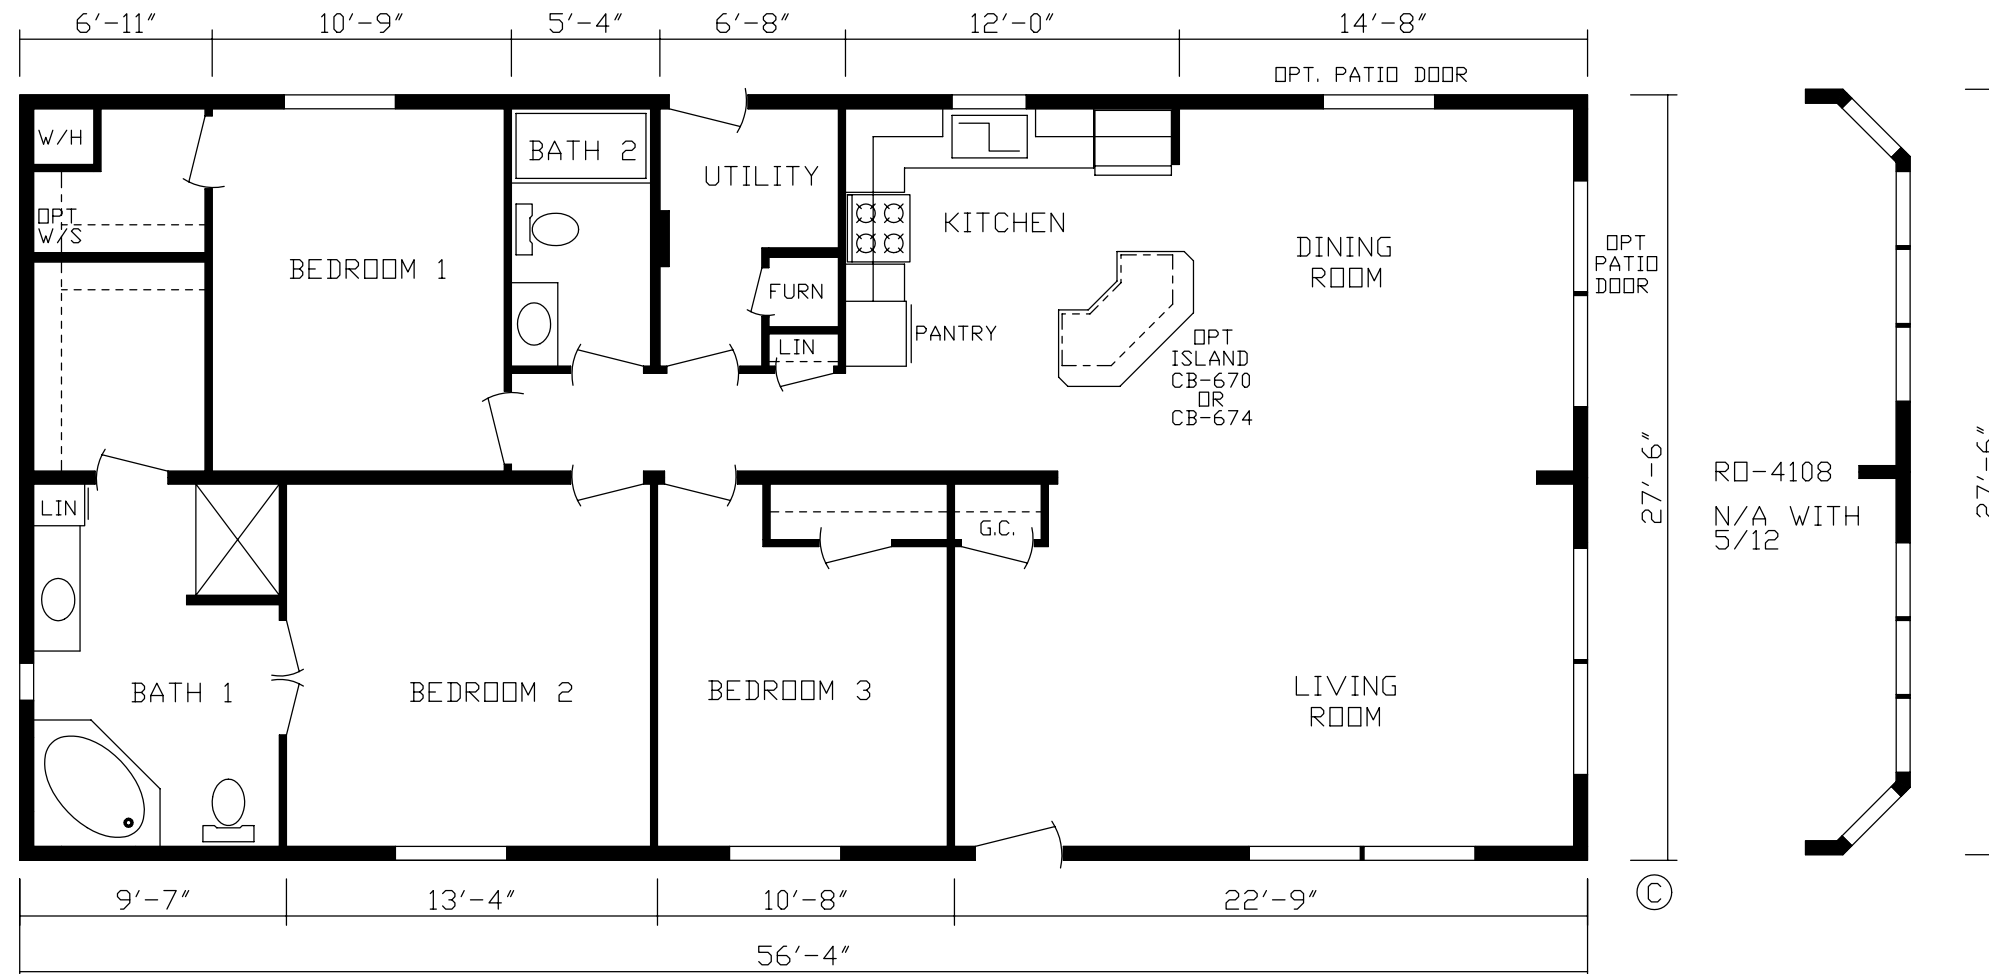 6'-11" 10'-9" 5'-4" 6'-8" 12'-0" 14'-8"
OPT. PATIO DOOR
W/H
BATH 2
UTILITY
OPT
W/S
KITCHEN
BEDROOM 1
DINING
ROOM
OPT
PATIO
DOOR
FURN
LIN
PANTRY
OPT
ISLAND
CB-670
OR
CB-674
27'-6"
RO-4108
N/A WITH
5/12
27'-6"
LIN
G.C.
BATH 1
BEDROOM 2
BEDROOM 3
LIVING
ROOM
©
9'-7" 13'-4" 10'-8" 22'-9"
56'-4"